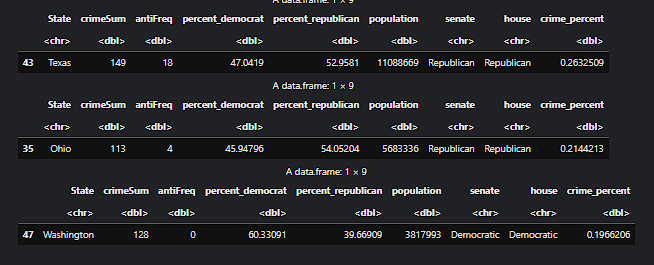 A data.frame: 1 × 9
State crimeSum antiFreq percent_democrat percent_republican population senate house crime_percent
<chr> <dbl> <dbl> <dbl> <dbl> <dbl> <chr> <chr> <dbl>
43 Texas 149 18 47.0419 52.9581 11088669 Republican Republican 0.2632509
A data.frame: 1 × 9
State crimeSum antiFreq percent_democrat percent_republican population senate house crime_percent
<chr> <dbl> <dbl> <dbl> <dbl> <dbl> <chr> <chr> <dbl>
35 Ohio 113 4 45.94796 54.05204 5683336 Republican Republican 0.2144213
A data.frame: 1 × 9
State crimeSum antiFreq percent_democrat percent_republican population senate house crime_percent
<chr> <dbl> <dbl> <dbl> <dbl> <dbl> <chr> <chr> <dbl>
47 Washington 128 0 60.33091 39.66909 3817993 Democratic Democratic 0.1966206